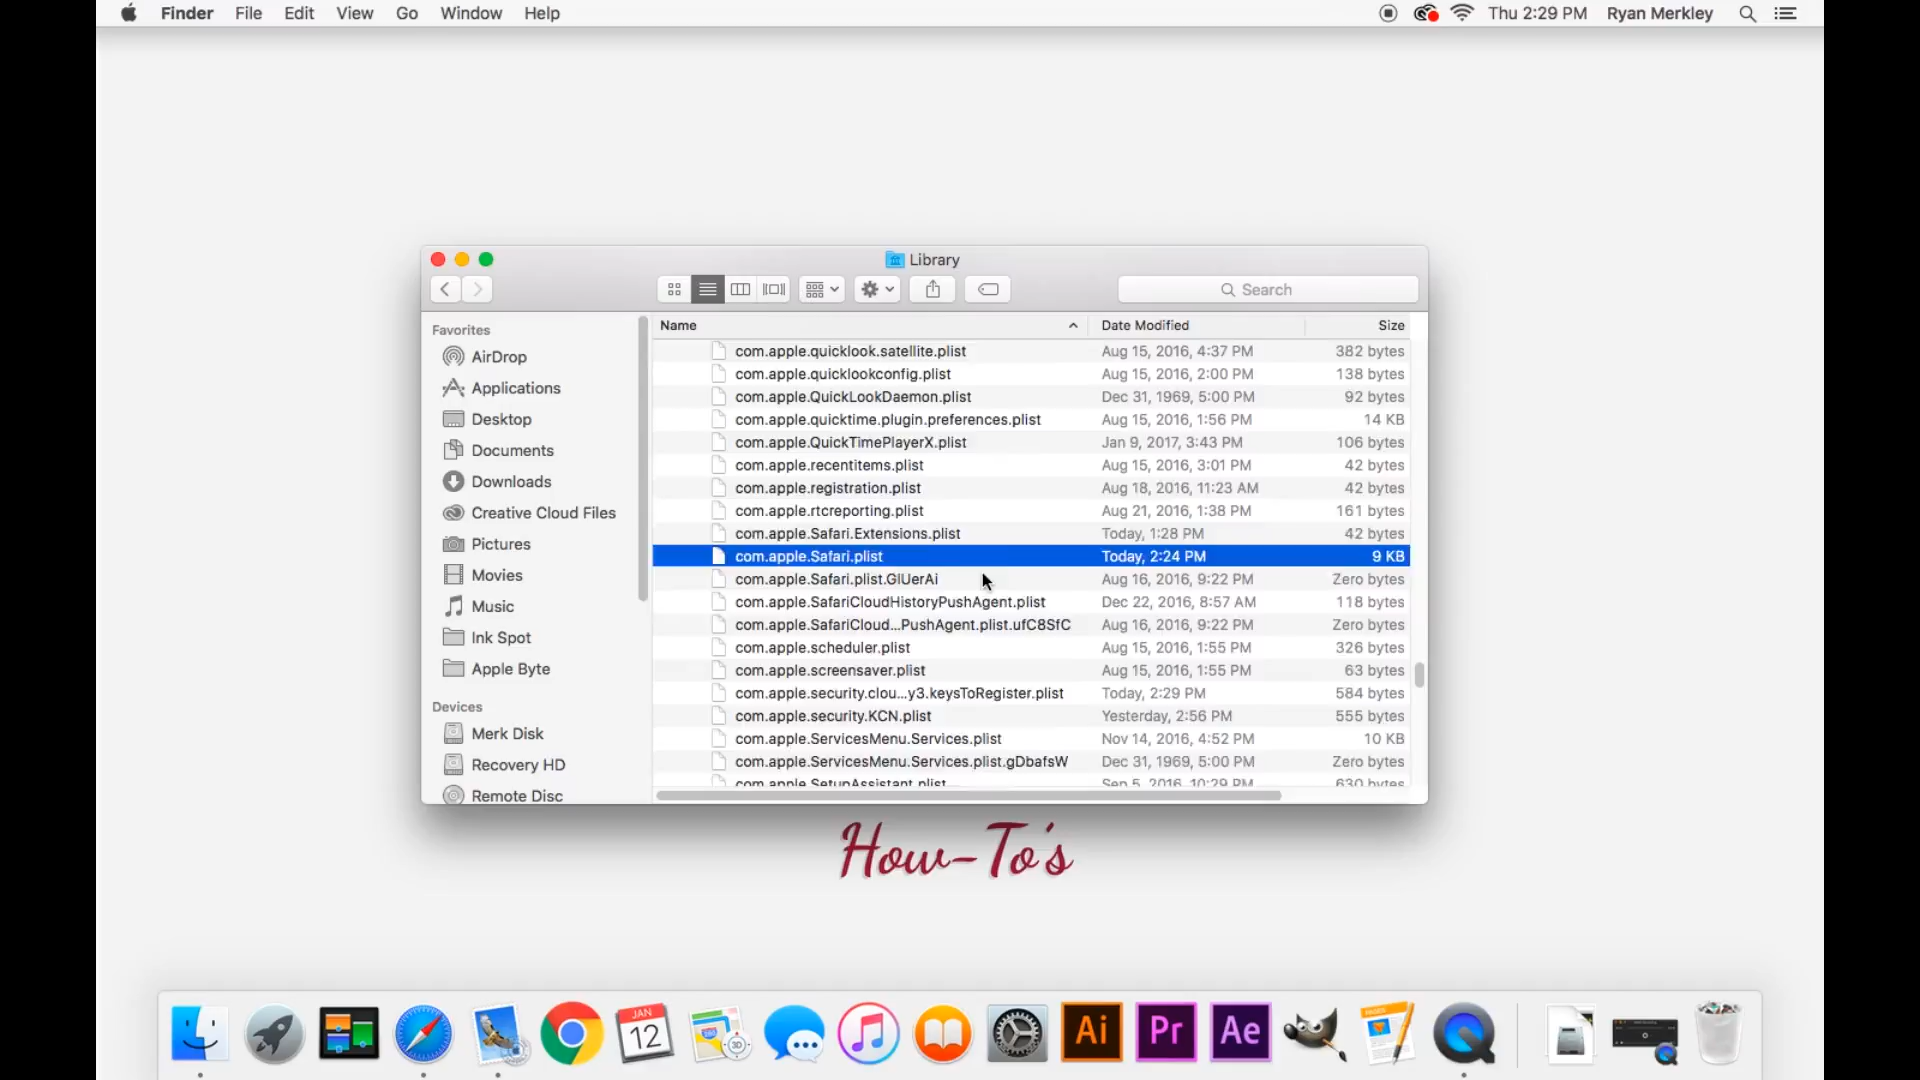 Finder File Edit View Go Window Help Thu 2:29 PM Ryan Merkley
Library
Search
Favorites
AirDrop
Applications
Desktop
Documents
Downloads
Creative Cloud Files
Pictures
Movies
Music
Ink Spot
Apple Byte
Devices
Merk Disk
Recovery HD
Remote Disc
Name Date Modified Size
com.apple.quicklook.satellite.plist Aug 15, 2016, 4:37 PM 382 bytes
com.apple.quicklookconfig.plist Aug 15, 2016, 2:00 PM 138 bytes
com.apple.QuickLookDaemon.plist Dec 31, 1969, 5:00 PM 92 bytes
com.apple.quicktime.plugin.preferences.plist Aug 15, 2016, 1:56 PM 14 KB
com.apple.QuickTimePlayerX.plist Jan 9, 2017, 3:43 PM 106 bytes
com.apple.recentitems.plist Aug 15, 2016, 3:01 PM 42 bytes
com.apple.registration.plist Aug 18, 2016, 11:23 AM 42 bytes
com.apple.rtcreporting.plist Aug 21, 2016, 1:38 PM 161 bytes
com.apple.Safari.Extensions.plist Today, 1:28 PM 42 bytes
com.apple.Safari.plist Today, 2:24 PM 9 KB
com.apple.Safari.plist.GlUerAi Aug 16, 2016, 9:22 PM Zero bytes
com.apple.SafariCloudHistoryPushAgent.plist Dec 22, 2016, 8:57 AM 118 bytes
com.apple.SafariCloud...PushAgent.plist.ufC8SfC Aug 16, 2016, 9:22 PM Zero bytes
com.apple.scheduler.plist Aug 15, 2016, 1:55 PM 326 bytes
com.apple.screensaver.plist Aug 15, 2016, 1:55 PM 63 bytes
com.apple.security.clou...y3.keysToRegister.plist Today, 2:29 PM 584 bytes
com.apple.security.KCN.plist Yesterday, 2:56 PM 555 bytes
com.apple.ServicesMenu.Services.plist Nov 14, 2016, 4:52 PM 10 KB
com.apple.ServicesMenu.Services.plist.gDbafsW Dec 31, 1969, 5:00 PM Zero bytes
com.apple.SetupAssistant.plist Sep 5, 2016, 10:29 PM 630 bytes
How-To's
JAN
12
3D
PAGES
Ai Pr Ae